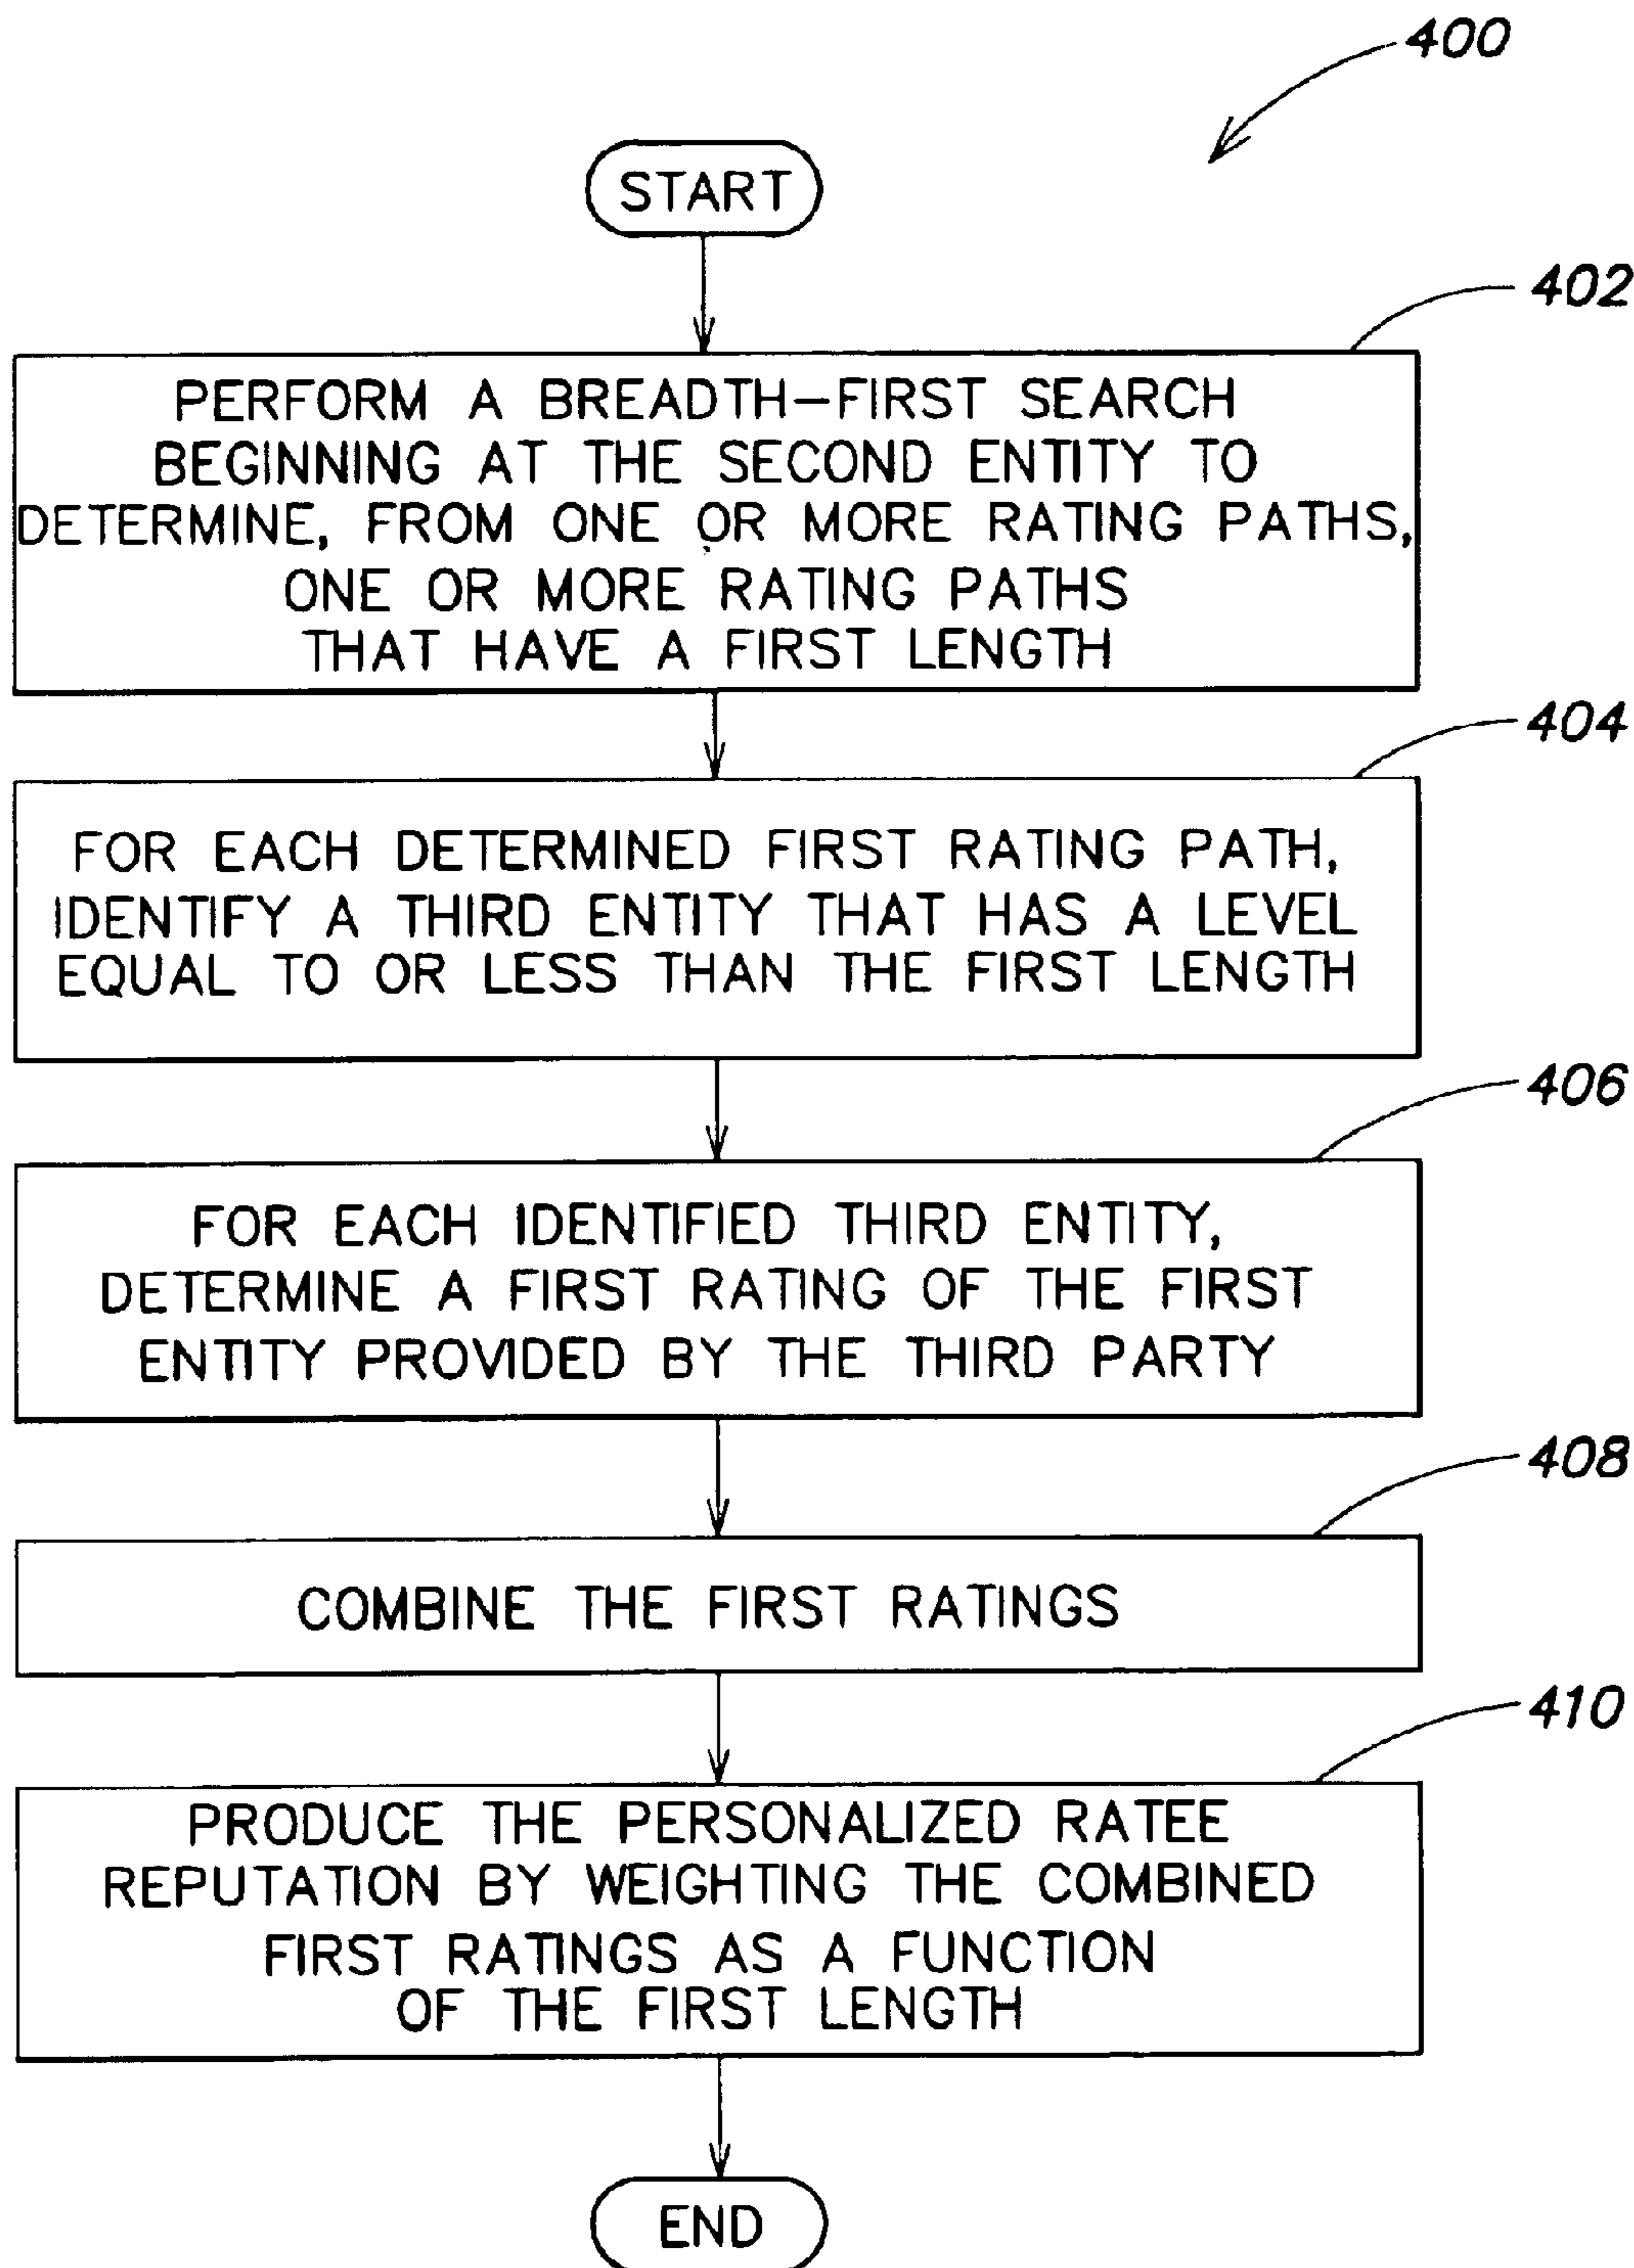 400
START
402
PERFORM A BREADTH-FIRST SEARCH
BEGINNING AT THE SECOND ENTITY TO
DETERMINE, FROM ONE OR MORE RATING PATHS,
ONE OR MORE RATING PATHS
THAT HAVE A FIRST LENGTH
404
FOR EACH DETERMINED FIRST RATING PATH,
IDENTIFY A THIRD ENTITY THAT HAS A LEVEL
EQUAL TO OR LESS THAN THE FIRST LENGTH
406
FOR EACH IDENTIFIED THIRD ENTITY,
DETERMINE A FIRST RATING OF THE FIRST
ENTITY PROVIDED BY THE THIRD PARTY
408
COMBINE THE FIRST RATINGS
410
PRODUCE THE PERSONALIZED RATEE
REPUTATION BY WEIGHTING THE COMBINED
FIRST RATINGS AS A FUNCTION
OF THE FIRST LENGTH
END